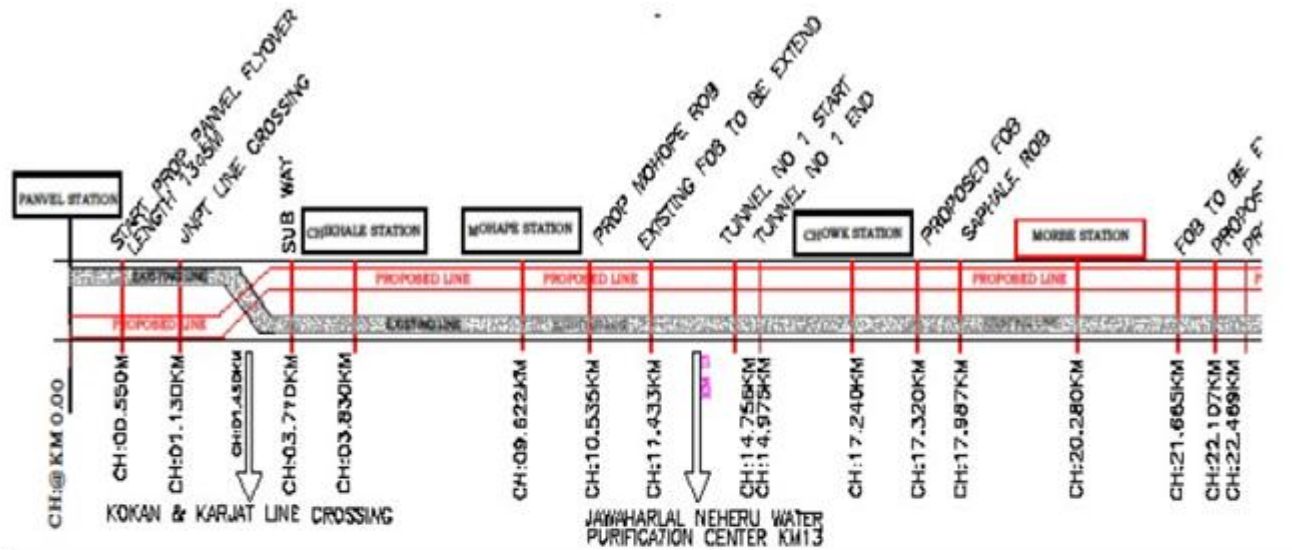 PANVEL STATION
START PROP PANVEL FLYOVER
LENGTH 1345M
JNPT LINE CROSSING
SUB WAY
CHIKHALE STATION
MOHAPE STATION
PROP MOHOPE ROB
EXISTING FOB TO BE EXTEND
TUNNEL NO 1 START
TUNNEL NO 1 END
CHOWK STATION
PROPOSED FOB
SAPHALE ROB
MORBE STATION
FOB TO BE
EXISTING LINE
PROPOSED LINE
PROPOSED LINE
PROPOSED LINE
PROPOSED LINE
EXISTING LINE
CH:@KM 0.00
CH:00.550KM
CH:01.130KM
CH:01.450KM
CH:03.770KM
CH:03.830KM
CH:09.622KM
CH:10.535KM
CH:11.433KM
CH:14.756KM
CH:14.975KM
CH:17.240KM
CH:17.320KM
CH:17.987KM
CH:20.280KM
CH:21.665KM
CH:22.107KM
CH:22.469KM
KOKAN & KARJAT LINE CROSSING
JAWAHARLAL NEHERU WATER
PURIFICATION CENTER KM13